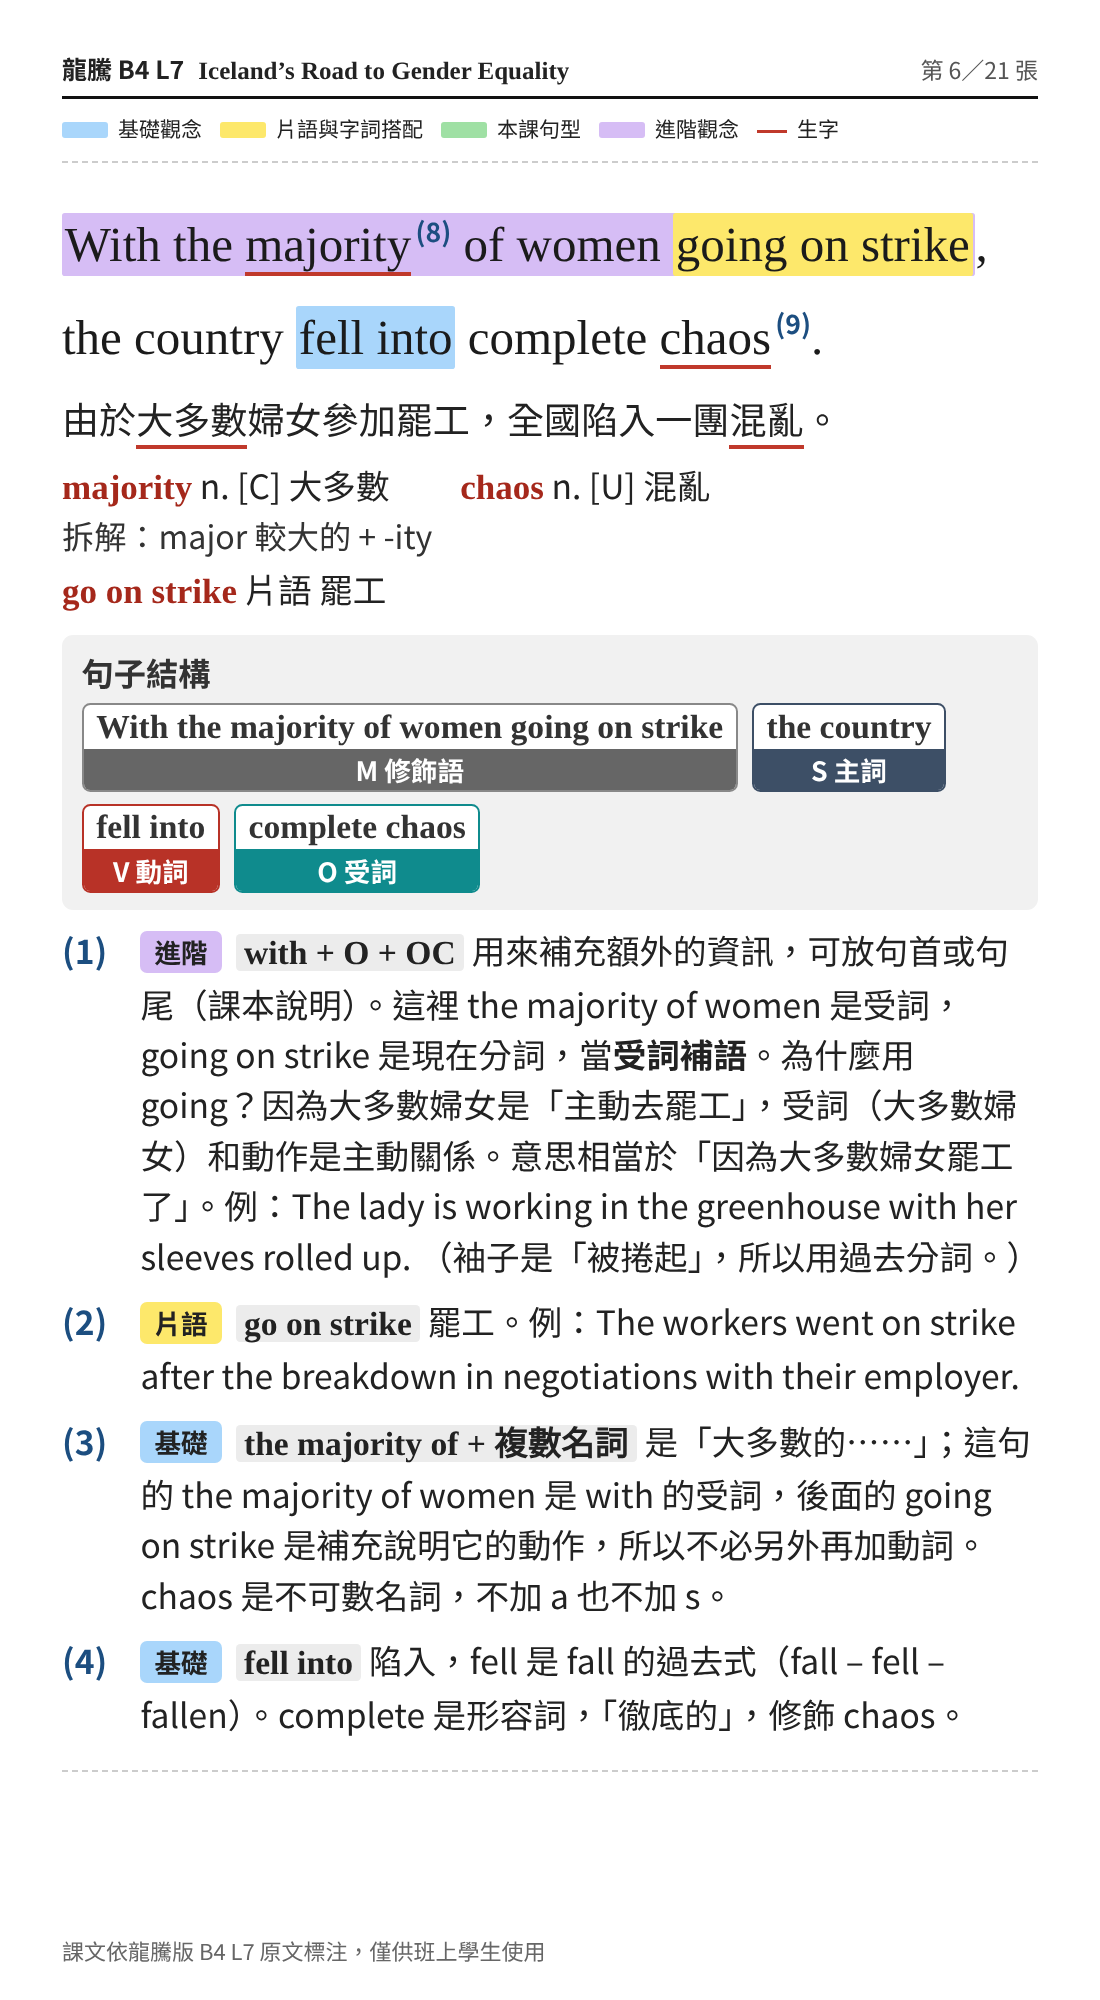 龍騰 B4 L7 Iceland’s Road to Gender Equality 第 6／21 張
基礎觀念 片語與字詞搭配 本課句型 進階觀念 生字
With the majority(8) of women going on strike,
the country fell into complete chaos(9).
由於大多數婦女參加罷工，全國陷入一團混亂。
majority n. [C] 大多數 chaos n. [U] 混亂
拆解：major 較大的 + -ity
go on strike 片語 罷工
句子結構
With the majority of women going on strike the country
M 修飾語 S 主詞
fell into complete chaos
V 動詞 O 受詞
(1) 進階 with + O + OC 用來補充額外的資訊，可放句首或句
尾（課本說明）。這裡 the majority of women 是受詞，
going on strike 是現在分詞，當受詞補語。為什麼用
going？因為大多數婦女是「主動去罷工」，受詞（大多數婦
女）和動作是主動關係。意思相當於「因為大多數婦女罷工
了」。例：The lady is working in the greenhouse with her
sleeves rolled up. （袖子是「被捲起」，所以用過去分詞。）
(2) 片語 go on strike 罷工。例：The workers went on strike
after the breakdown in negotiations with their employer.
(3) 基礎 the majority of + 複數名詞 是「大多數的……」；這句
的 the majority of women 是 with 的受詞，後面的 going
on strike 是補充說明它的動作，所以不必另外再加動詞。
chaos 是不可數名詞，不加 a 也不加 s。
(4) 基礎 fell into 陷入，fell 是 fall 的過去式（fall – fell –
fallen）。complete 是形容詞，「徹底的」，修飾 chaos。
課文依龍騰版 B4 L7 原文標注，僅供班上學生使用